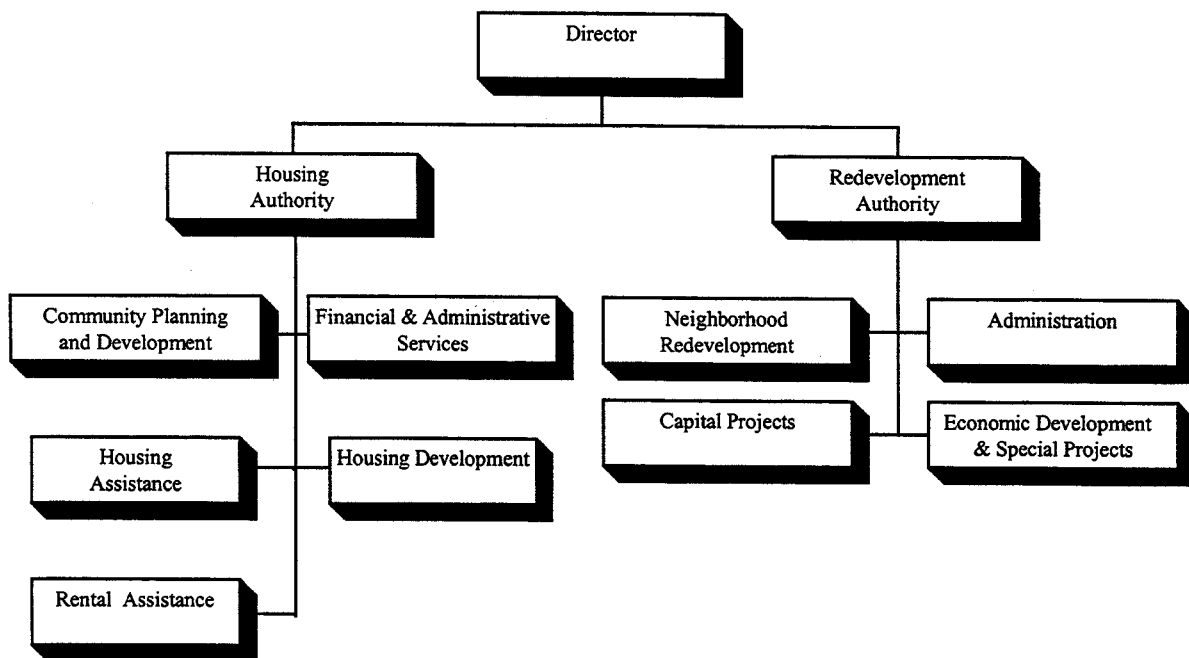 Director
Housing
Authority
Redevelopment
Authority
Community Planning
and Development
Financial & Administrative
Services
Neighborhood
Redevelopment
Administration
Housing
Assistance
Housing Development
Capital Projects
Economic Development
& Special Projects
Rental Assistance